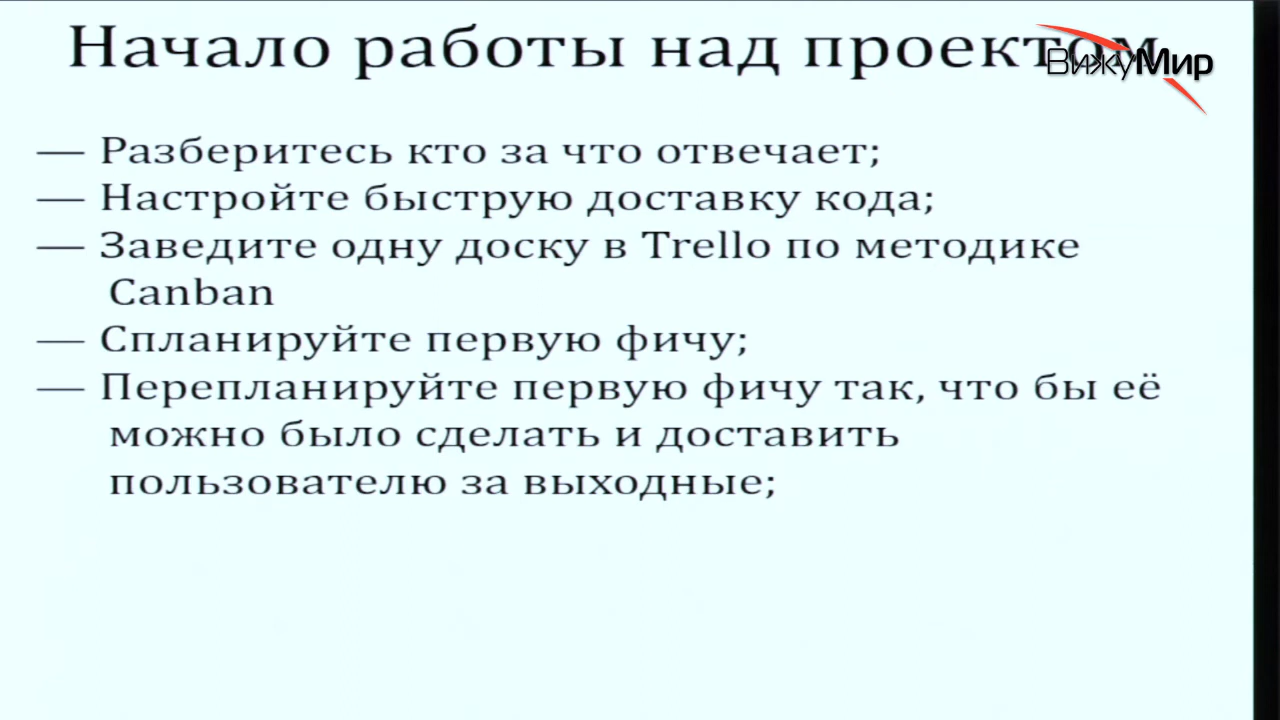 Начало работы над проектом
ВижуМир
— Разберитесь кто за что отвечает;
— Настройте быструю доставку кода;
— Заведите одну доску в Trello по методике
Canban
— Спланируйте первую фичу;
— Перепланируйте первую фичу так, что бы её
можно было сделать и доставить
пользователю за выходные;